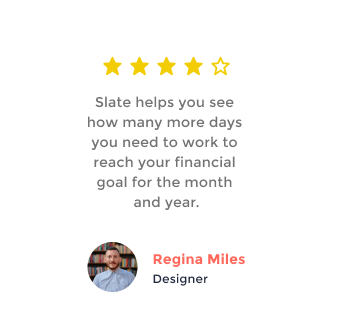 Slate helps you see
how many more days
you need to work to
reach your financial
goal for the month
and year.
Regina Miles
Designer